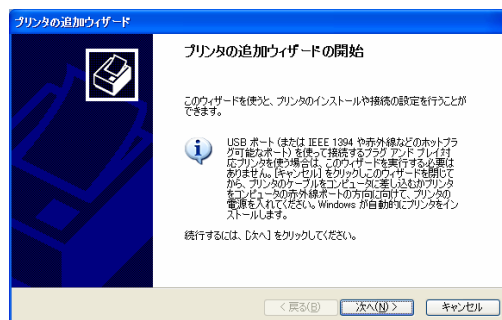 プリンタの追加ウィザード
プリンタの追加ウィザードの開始
このウィザードを使うと、プリンタのインストールや接続の設定を行うことが
できます。
USB ポート (または IEEE 1394 や赤外線などのホットプラ
グ可能なポート) を使って接続するプラグ アンド プレイ対
応プリンタを使う場合は、このウィザードを実行する必要は
ありません。[キャンセル] をクリックしこのウィザードを閉じて
から、プリンタのケーブルをコンピュータに差し込むかプリンタ
をコンピュータの赤外線ポートの方向に向けて、プリンタの
電源を入れてください。Windows が自動的にプリンタをイン
ストールします。
続行するには、[次へ] をクリックしてください。
< 戻る(B)
次へ(N) >
キャンセル